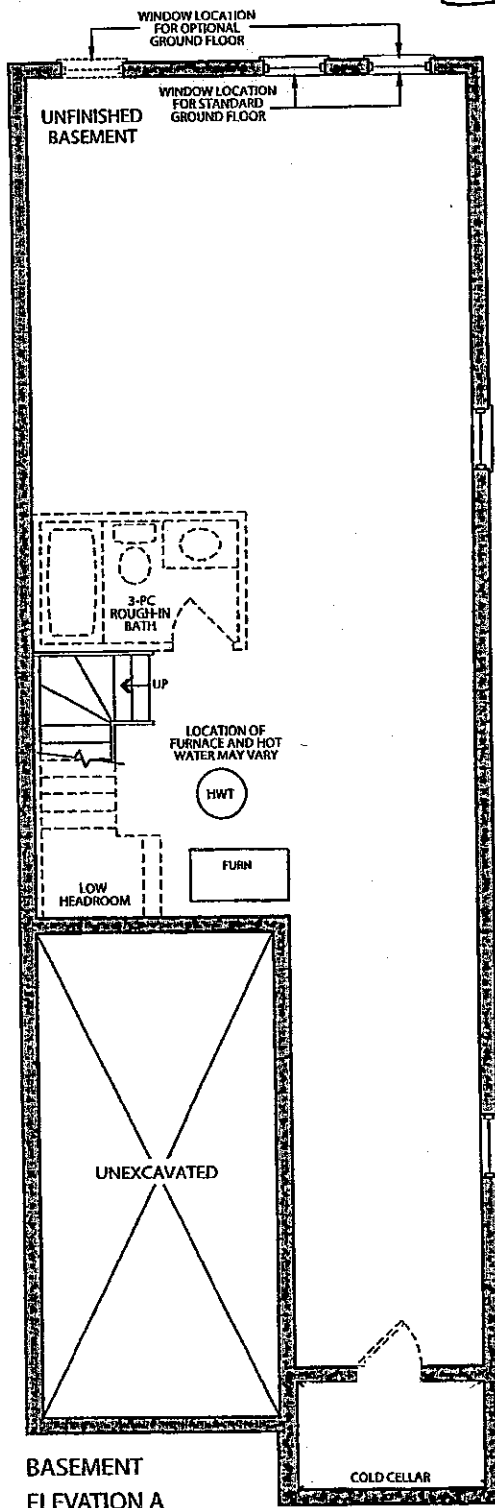 WINDOW LOCATION
FOR OPTIONAL
GROUND FLOOR
WINDOW LOCATION
FOR STANDARD
GROUND FLOOR
UNFINISHED
BASEMENT
3-PC
ROUGH-IN
BATH
UP
LOCATION OF
FURNACE AND HOT
WATER MAY VARY
HWT
FURN
LOW
HEADROOM
UNEXCAVATED
COLD CELLAR
BASEMENT
ELEVATION A